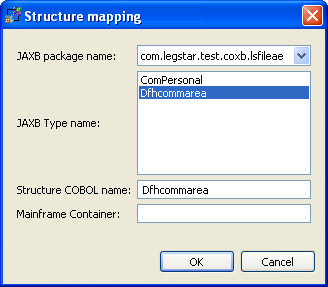 Structure mapping
JAXB package name: com.legstar.test.coxb.lsfileae
ComPersonal
Dfhcommarea
JAXB Type name:
Structure COBOL name: Dfhcommarea
Mainframe Container:
OK Cancel